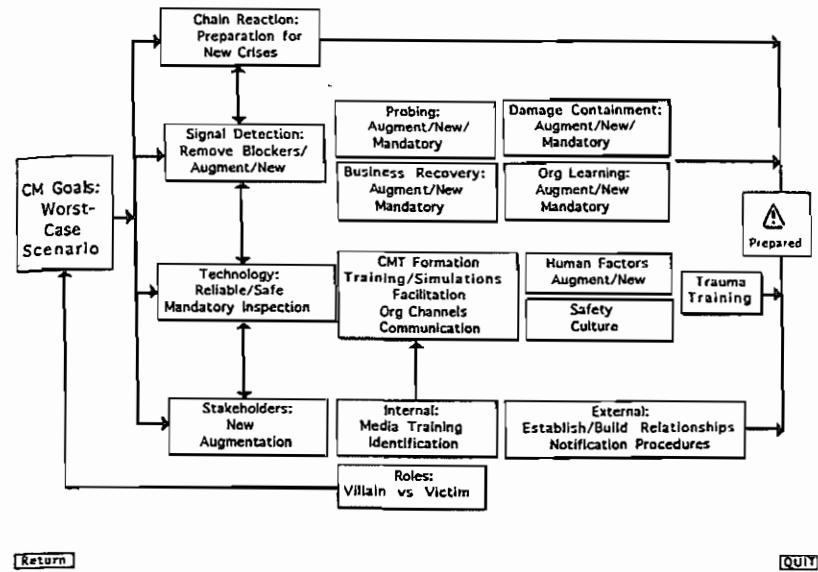 Chain Reaction:
Preparation for
New Crises
Signal Detection:
Remove Blockers/
Augment/New
Probing:
Augment/New/
Mandatory
Damage Containment:
Augment/New/
Mandatory
Business Recovery:
Augment/New
Mandatory
Org Learning:
Augment/New
Mandatory
CM Goals:
Worst-
Case
Scenario
Prepared
Technology:
Reliable/Safe
Mandatory Inspection
CMT Formation
Training/Simulations
Facilitation
Org Channels
Communication
Human Factors
Augment/New
Safety
Culture
Trauma
Training
Stakeholders:
New
Augmentation
Internal:
Media Training
Identification
External:
Establish/Build Relationships
Notification Procedures
Roles:
Villain vs Victim
Return
QUIT